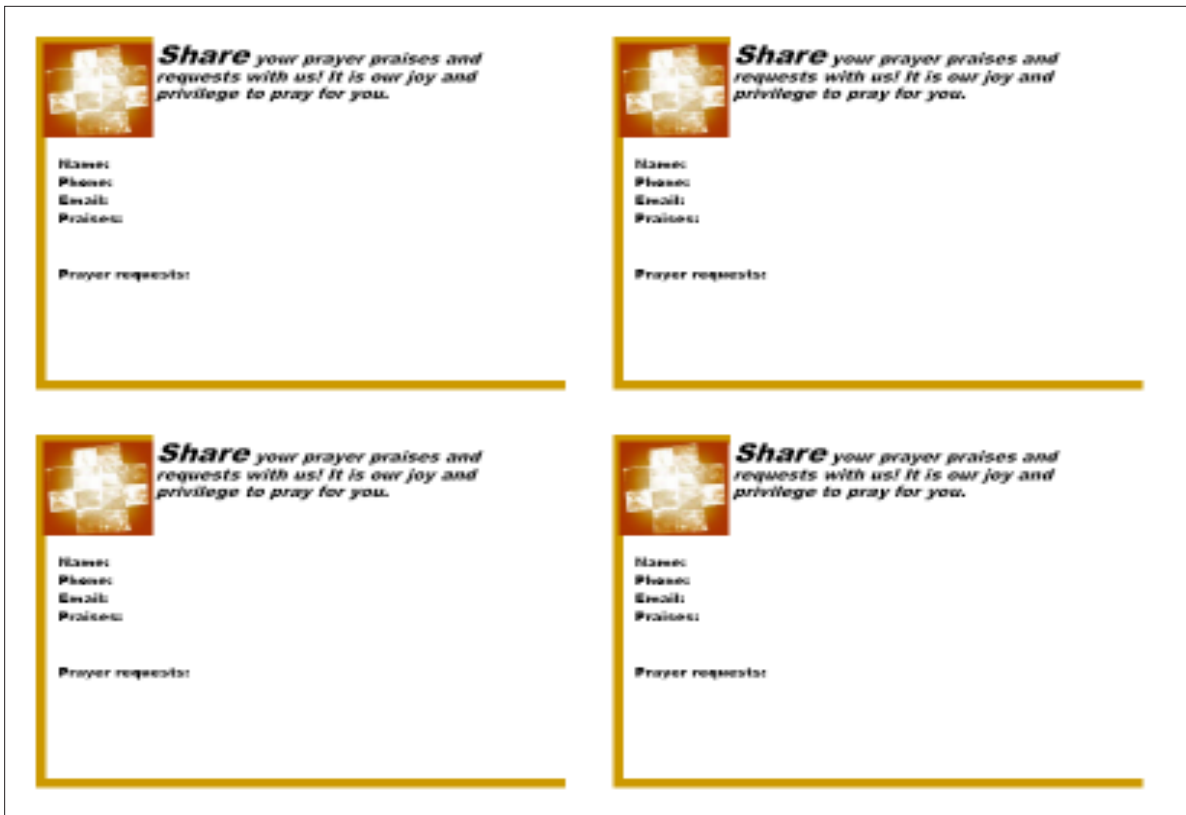 Share your prayer praises and
requests with us! It is our joy and
privilege to pray for you.
Name:
Phone:
Email:
Praises:
Prayer requests:
Share your prayer praises and
requests with us! It is our joy and
privilege to pray for you.
Name:
Phone:
Email:
Praises:
Prayer requests:
Share your prayer praises and
requests with us! It is our joy and
privilege to pray for you.
Name:
Phone:
Email:
Praises:
Prayer requests:
Share your prayer praises and
requests with us! It is our joy and
privilege to pray for you.
Name:
Phone:
Email:
Praises:
Prayer requests: